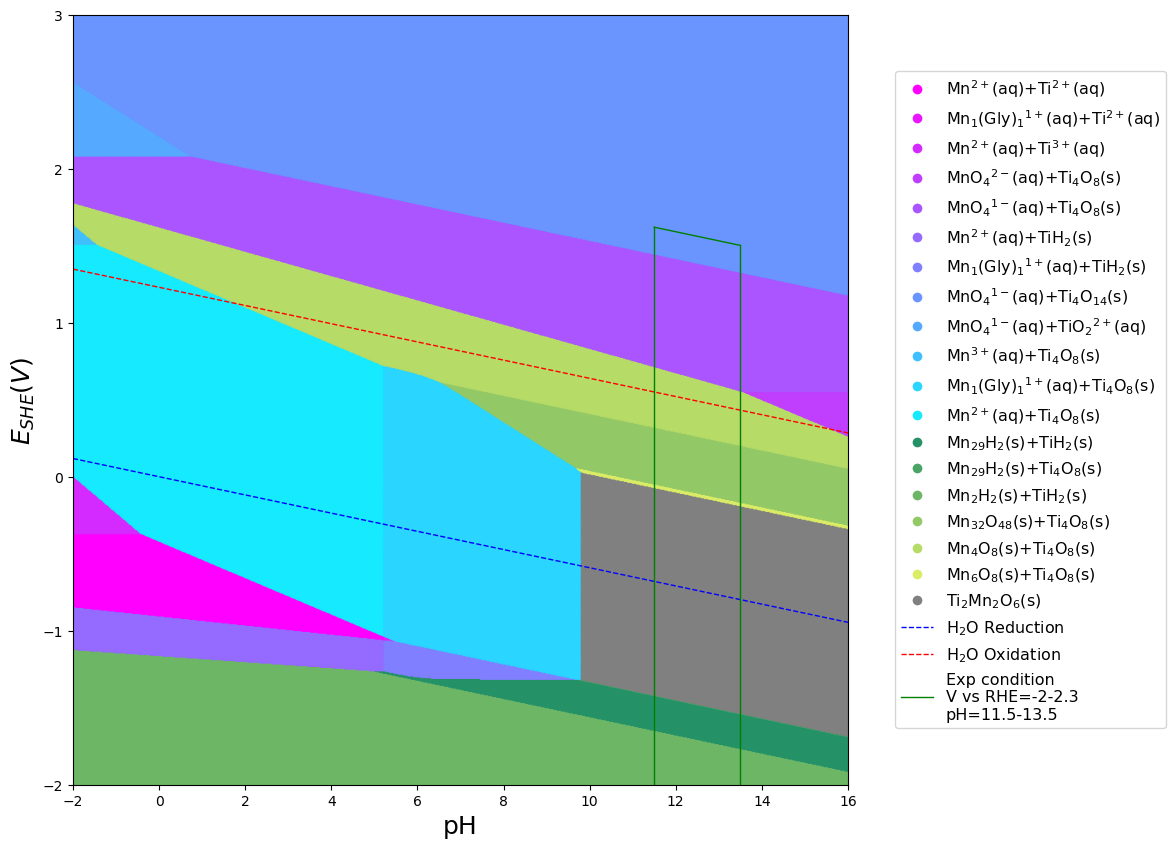 3
2
1
0
−1
−2
E_{SHE}(V)
−2 0 2 4 6 8 10 12 14 16
pH
Mn²⁺(aq)+Ti²⁺(aq)
Mn₁(Gly)₁¹⁺(aq)+Ti²⁺(aq)
Mn²⁺(aq)+Ti³⁺(aq)
MnO₄²⁻(aq)+Ti₄O₈(s)
MnO₄¹⁻(aq)+Ti₄O₈(s)
Mn²⁺(aq)+TiH₂(s)
Mn₁(Gly)₁¹⁺(aq)+TiH₂(s)
MnO₄¹⁻(aq)+Ti₄O₁₄(s)
MnO₄¹⁻(aq)+TiO₂²⁺(aq)
Mn³⁺(aq)+Ti₄O₈(s)
Mn₁(Gly)₁¹⁺(aq)+Ti₄O₈(s)
Mn²⁺(aq)+Ti₄O₈(s)
Mn₂₉H₂(s)+TiH₂(s)
Mn₂₉H₂(s)+Ti₄O₈(s)
Mn₂H₂(s)+TiH₂(s)
Mn₃₂O₄₈(s)+Ti₄O₈(s)
Mn₄O₈(s)+Ti₄O₈(s)
Mn₆O₈(s)+Ti₄O₈(s)
Ti₂Mn₂O₆(s)
H₂O Reduction
H₂O Oxidation
Exp condition
V vs RHE=-2-2.3
pH=11.5-13.5